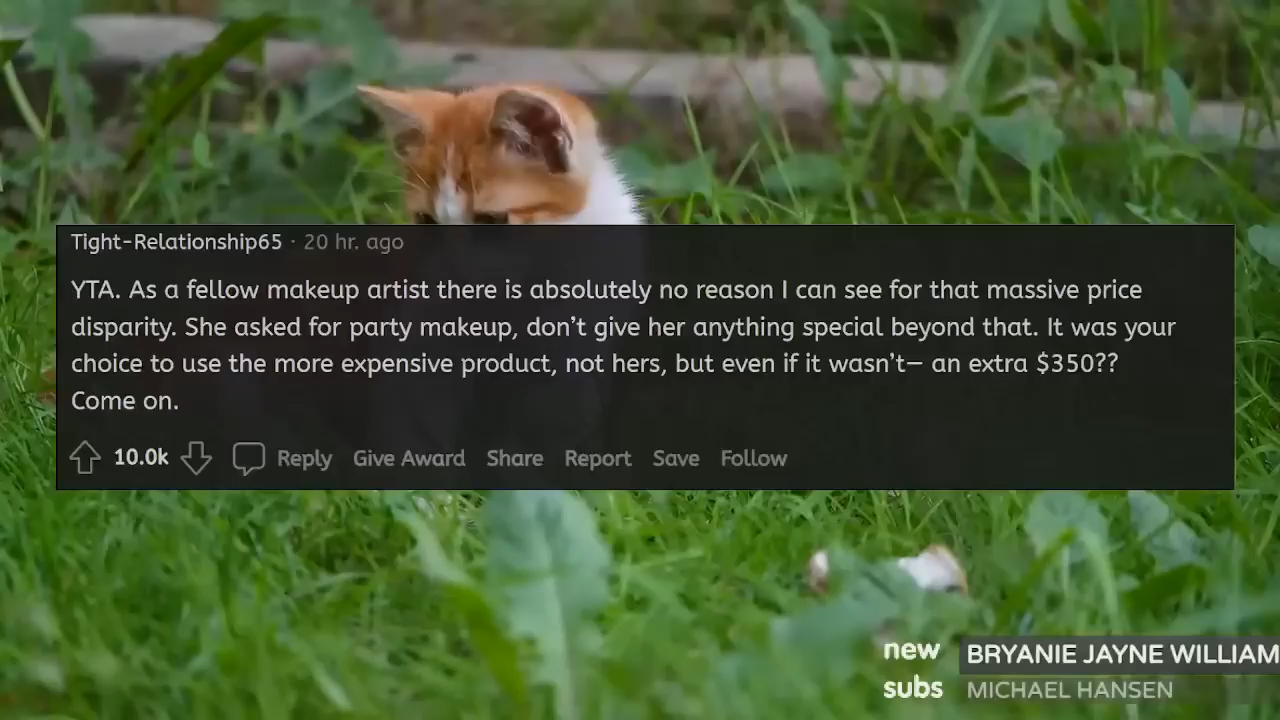 Tight-Relationship65 · 20 hr. ago
YTA. As a fellow makeup artist there is absolutely no reason I can see for that massive price
disparity. She asked for party makeup, don’t give her anything special beyond that. It was your
choice to use the more expensive product, not hers, but even if it wasn’t— an extra $350??
Come on.
10.0k Reply Give Award Share Report Save Follow
new BRYANIE JAYNE WILLIAM
subs MICHAEL HANSEN